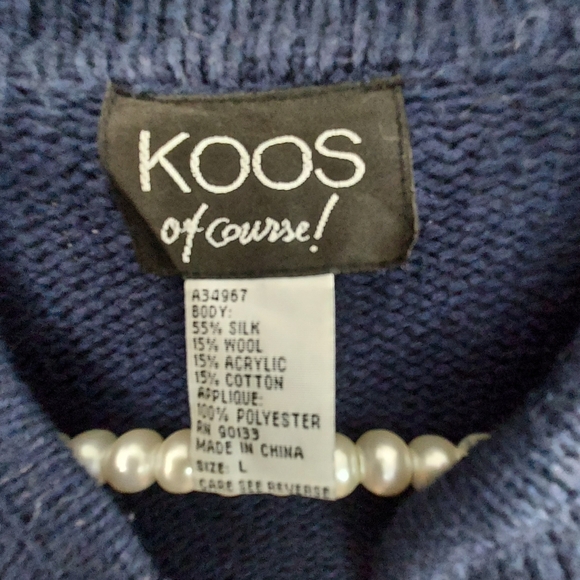 KOOS
of course!
A34967
BODY:
55% SILK
15% WOOL
15% ACRYLIC
15% COTTON
APPLIQUE:
100% POLYESTER
RN 90133
MADE IN CHINA
SIZE: L
CARE SEE REVERSE